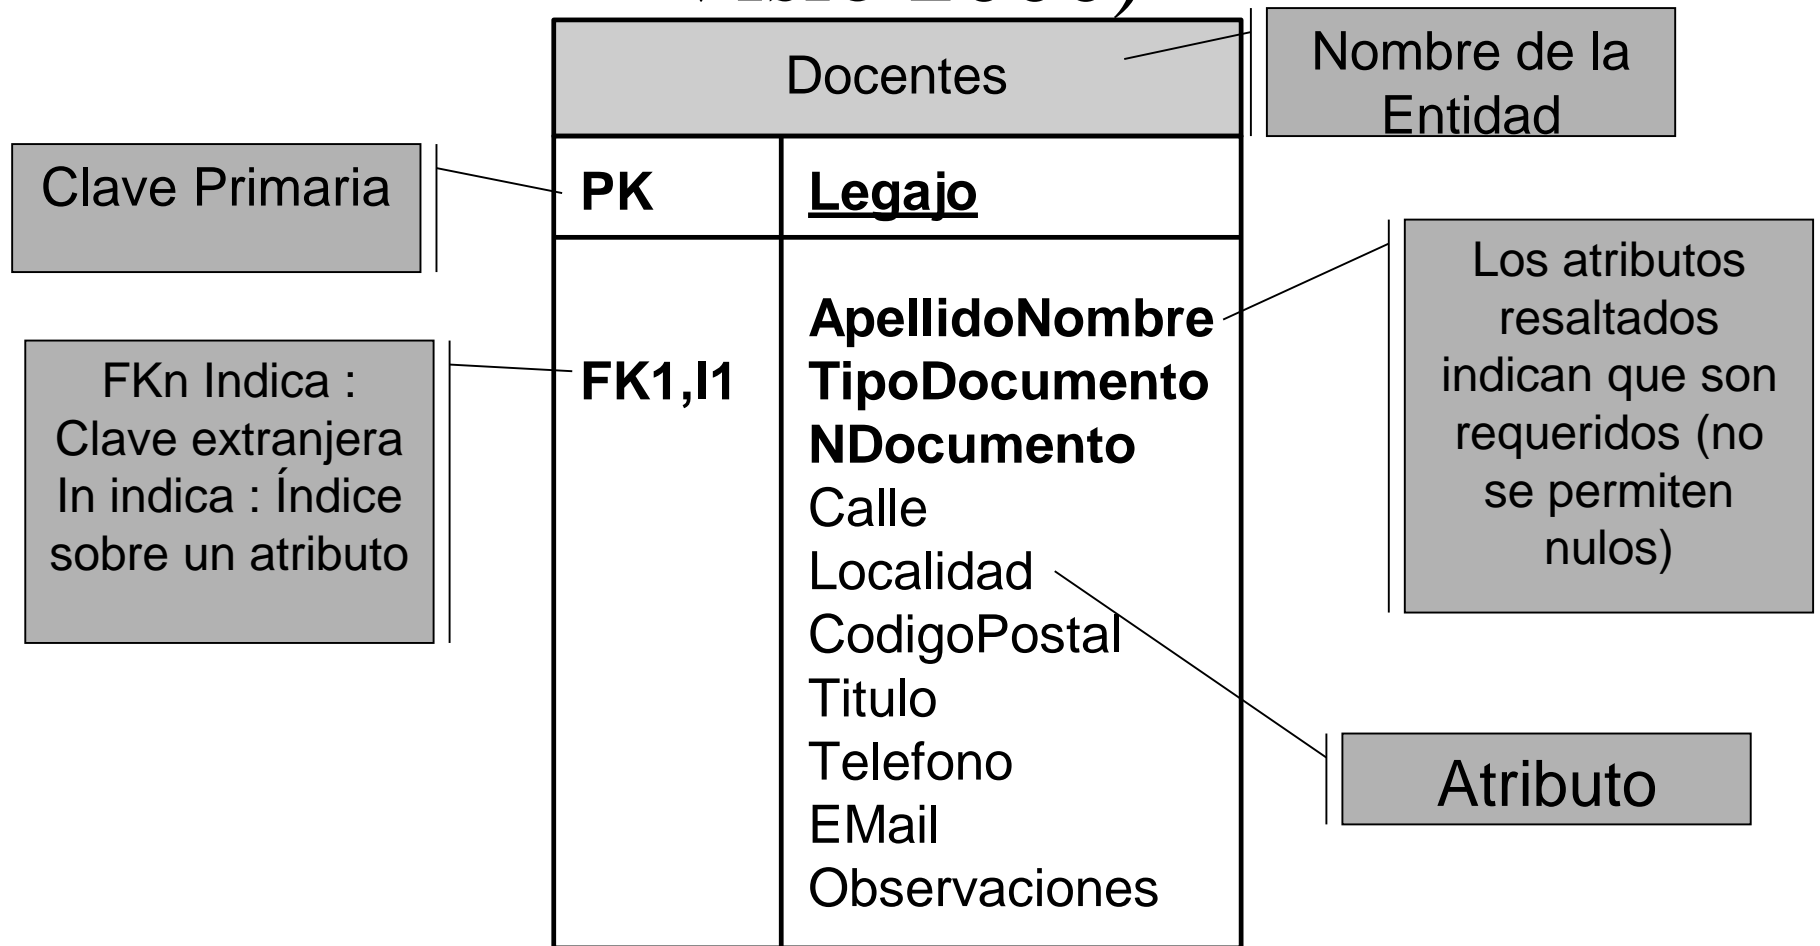 Docentes
Nombre de la
Entidad
Clave Primaria
PK
Legajo
FKn Indica :
Clave extranjera
In indica : Índice
sobre un atributo
FK1,I1
ApellidoNombre
TipoDocumento
NDocumento
Calle
Localidad
CodigoPostal
Titulo
Telefono
EMail
Observaciones
Los atributos
resaltados
indican que son
requeridos (no
se permiten
nulos)
Atributo